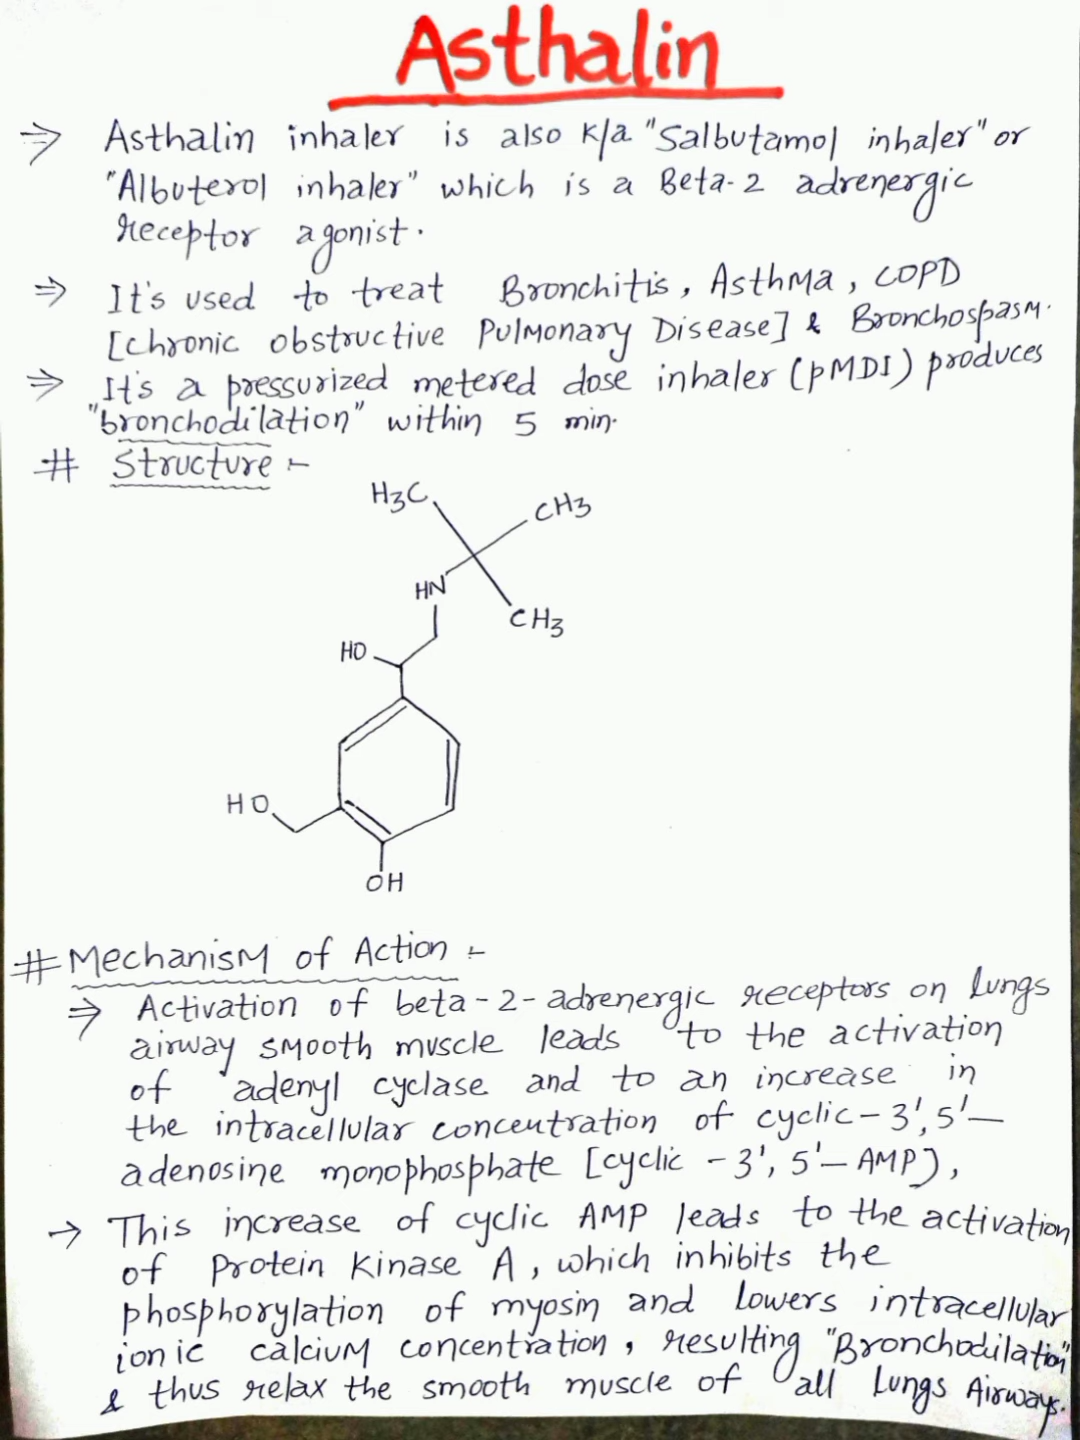 Asthalin
⇒ Asthalin inhaler is also k/a "Salbutamol inhaler" or
"Albuterol inhaler" which is a Beta-2 adrenergic
receptor agonist.
⇒ It's used to treat Bronchitis, Asthma, COPD
[chronic obstructive Pulmonary Disease] & Bronchospasm.
⇒ It's a pressurized metered dose inhaler (pMDI) produces
"bronchodilation" within 5 min.
# Structure :-
H3C
CH3
HN
CH3
HO
HO
OH
# Mechanism of Action :-
⇒ Activation of beta-2-adrenergic receptors on lungs
airway smooth muscle leads to the activation
of adenyl cyclase and to an increase in
the intracellular concentration of cyclic-3',5'-
adenosine monophosphate [cyclic -3', 5'-AMP],
→ This increase of cyclic AMP leads to the activation
of Protein Kinase A, which inhibits the
phosphorylation of myosin and lowers intracellular
ionic calcium concentration, resulting "Bronchodilation"
& thus relax the smooth muscle of all Lungs Airways.